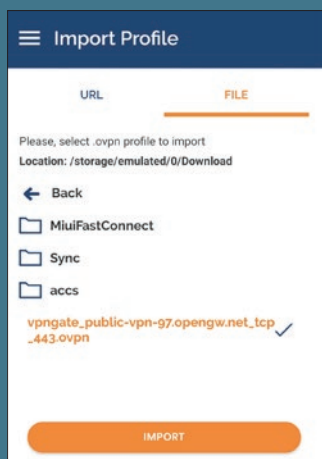 Import Profile
URL
FILE
Please, select .ovpn profile to import
Location: /storage/emulated/0/Download
Back
MiuiFastConnect
Sync
accs
vpngate_public-vpn-97.opengw.net_tcp
_443.ovpn
IMPORT